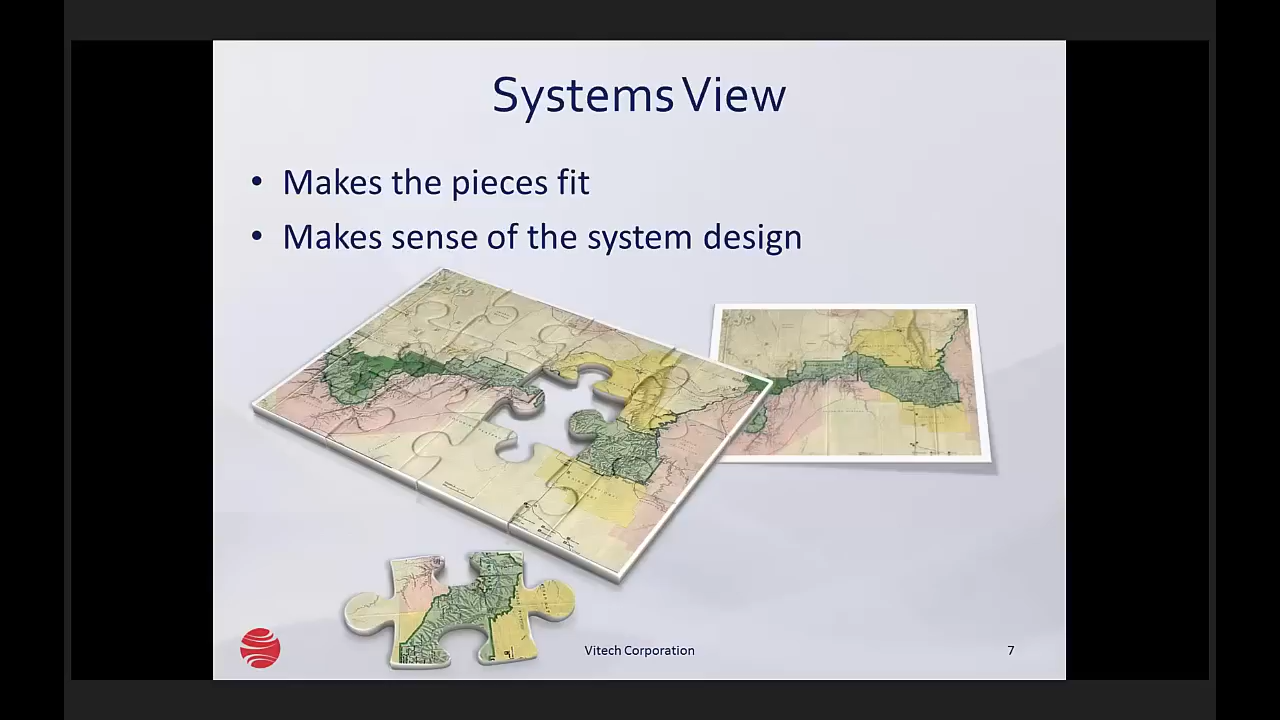 Systems View
• Makes the pieces fit
• Makes sense of the system design
Vitech Corporation
7